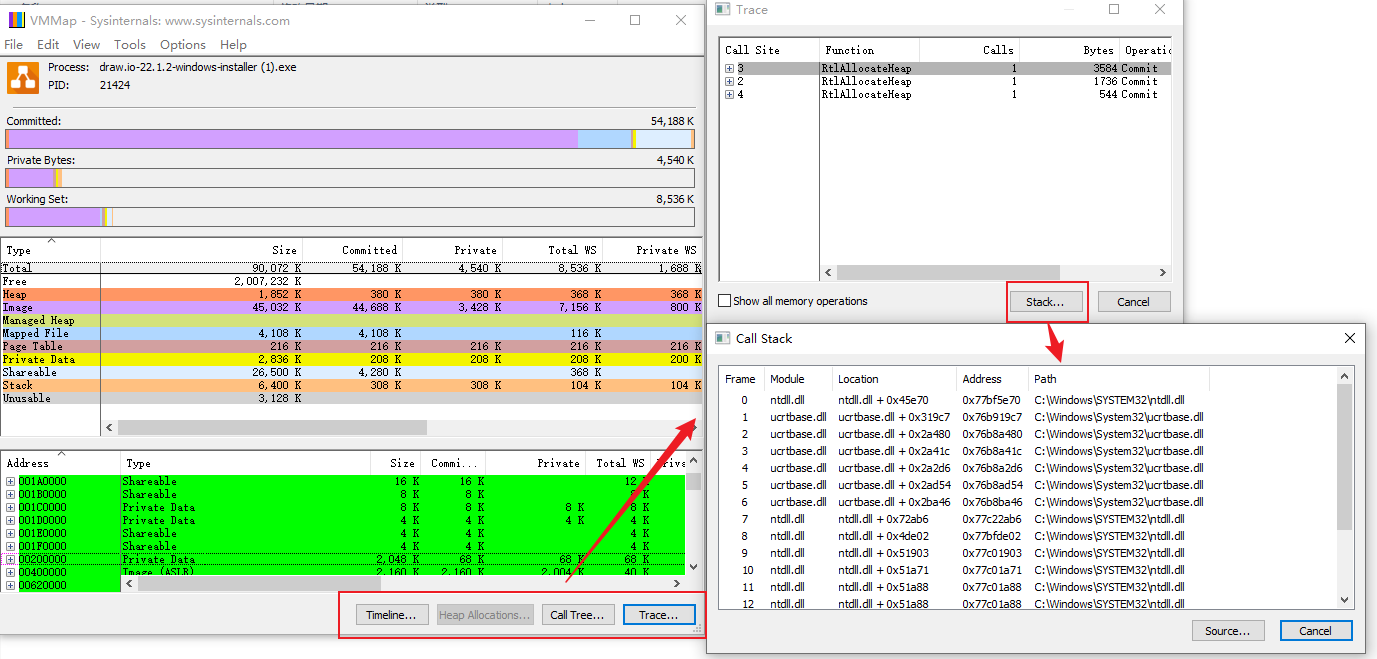 VMMap - Sysinternals: www.sysinternals.com
File Edit View Tools Options Help
Process: draw.io-22.1.2-windows-installer (1).exe
PID: 21424
Committed: 54,188 K
Private Bytes: 4,540 K
Working Set: 8,536 K
Type Size Committed Private Total WS Private WS
Total 90,072 K 54,188 K 4,540 K 8,536 K 1,688 K
Free 2,007,232 K
Heap 1,852 K 380 K 380 K 368 K 368 K
Image 45,032 K 44,688 K 3,428 K 7,156 K 800 K
Managed Heap
Mapped File 4,108 K 4,108 K 116 K
Page Table 216 K 216 K 216 K 216 K 216 K
Private Data 2,836 K 208 K 208 K 208 K 200 K
Shareable 26,500 K 4,280 K 368 K
Stack 6,400 K 308 K 308 K 104 K 104 K
Unusable 3,128 K
Address Type Size Commi... Private Total WS
001A0000 Shareable 16 K 16 K 12 K
001B0000 Shareable 8 K 8 K 8 K
001C0000 Private Data 8 K 8 K 8 K 8 K
001D0000 Private Data 4 K 4 K 4 K 4 K
001E0000 Shareable 4 K 4 K 4 K
001F0000 Shareable 4 K 4 K 4 K
00200000 Private Data 2,048 K 68 K 68 K 68 K
00400000 Image (ASLR) 2,160 K 2,160 K 2,004 K 40 K
00620000
Timeline... Heap Allocations... Call Tree... Trace...
Trace
Call Site Function Calls Bytes Operatio
3 RtlAllocateHeap 1 3584 Commit
2 RtlAllocateHeap 1 1736 Commit
4 RtlAllocateHeap 1 544 Commit
Show all memory operations Stack... Cancel
Call Stack
Frame Module Location Address Path
0 ntdll.dll ntdll.dll + 0x45e70 0x77bf5e70 C:\Windows\SYSTEM32\ntdll.dll
1 ucrtbase.dll ucrtbase.dll + 0x319c7 0x76b919c7 C:\Windows\System32\ucrtbase.dll
2 ucrtbase.dll ucrtbase.dll + 0x2a480 0x76b8a480 C:\Windows\System32\ucrtbase.dll
3 ucrtbase.dll ucrtbase.dll + 0x2a41c 0x76b8a41c C:\Windows\System32\ucrtbase.dll
4 ucrtbase.dll ucrtbase.dll + 0x2a2d6 0x76b8a2d6 C:\Windows\System32\ucrtbase.dll
5 ucrtbase.dll ucrtbase.dll + 0x2ad54 0x76b8ad54 C:\Windows\System32\ucrtbase.dll
6 ucrtbase.dll ucrtbase.dll + 0x2ba46 0x76b8ba46 C:\Windows\System32\ucrtbase.dll
7 ntdll.dll ntdll.dll + 0x72ab6 0x77c22ab6 C:\Windows\SYSTEM32\ntdll.dll
8 ntdll.dll ntdll.dll + 0x4de02 0x77bfde02 C:\Windows\SYSTEM32\ntdll.dll
9 ntdll.dll ntdll.dll + 0x51903 0x77c01903 C:\Windows\SYSTEM32\ntdll.dll
10 ntdll.dll ntdll.dll + 0x51a71 0x77c01a71 C:\Windows\SYSTEM32\ntdll.dll
11 ntdll.dll ntdll.dll + 0x51a88 0x77c01a88 C:\Windows\SYSTEM32\ntdll.dll
12 ntdll.dll ntdll.dll + 0x51a88 0x77c01a88 C:\Windows\SYSTEM32\ntdll.dll
Source... Cancel